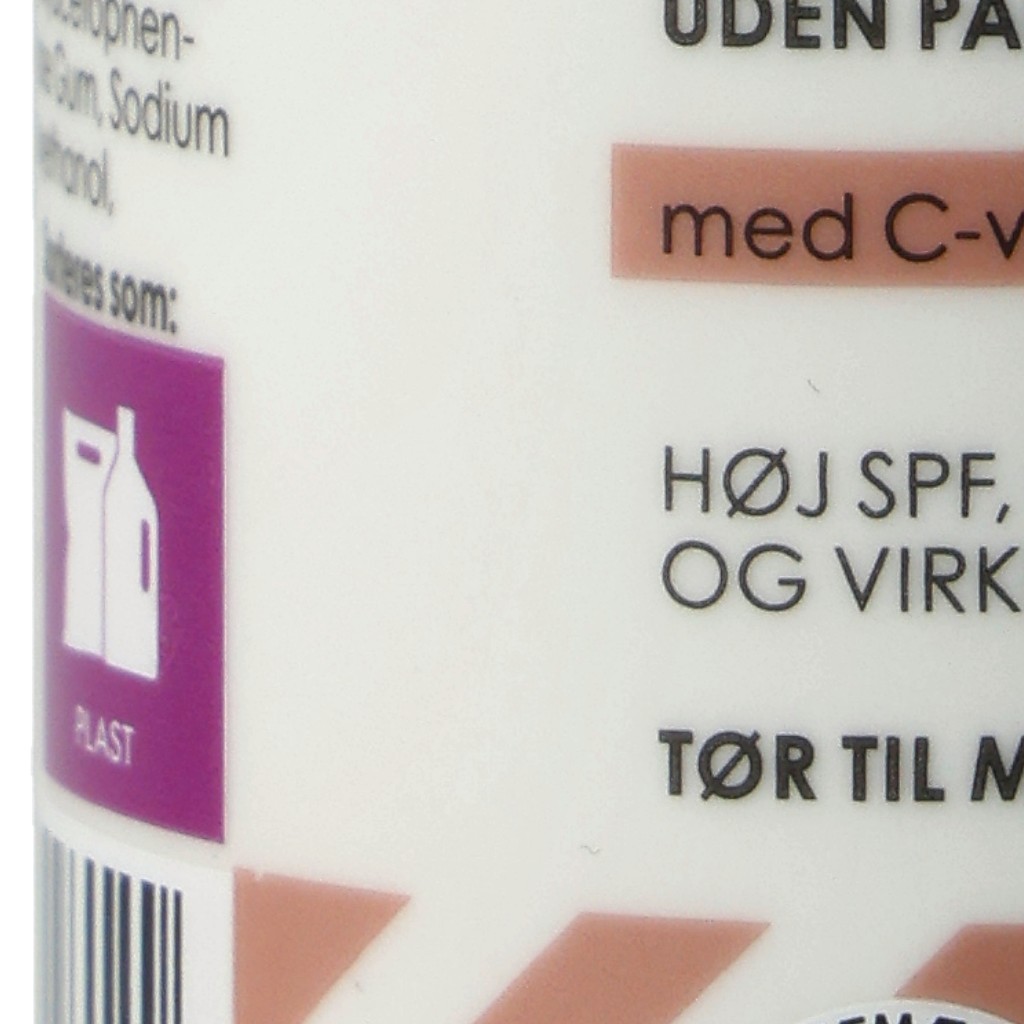 Gum, Sodium
som:
PLAST
UDEN PA
med C-v
HØJ SPF,
OG VIRK
TØR TIL M